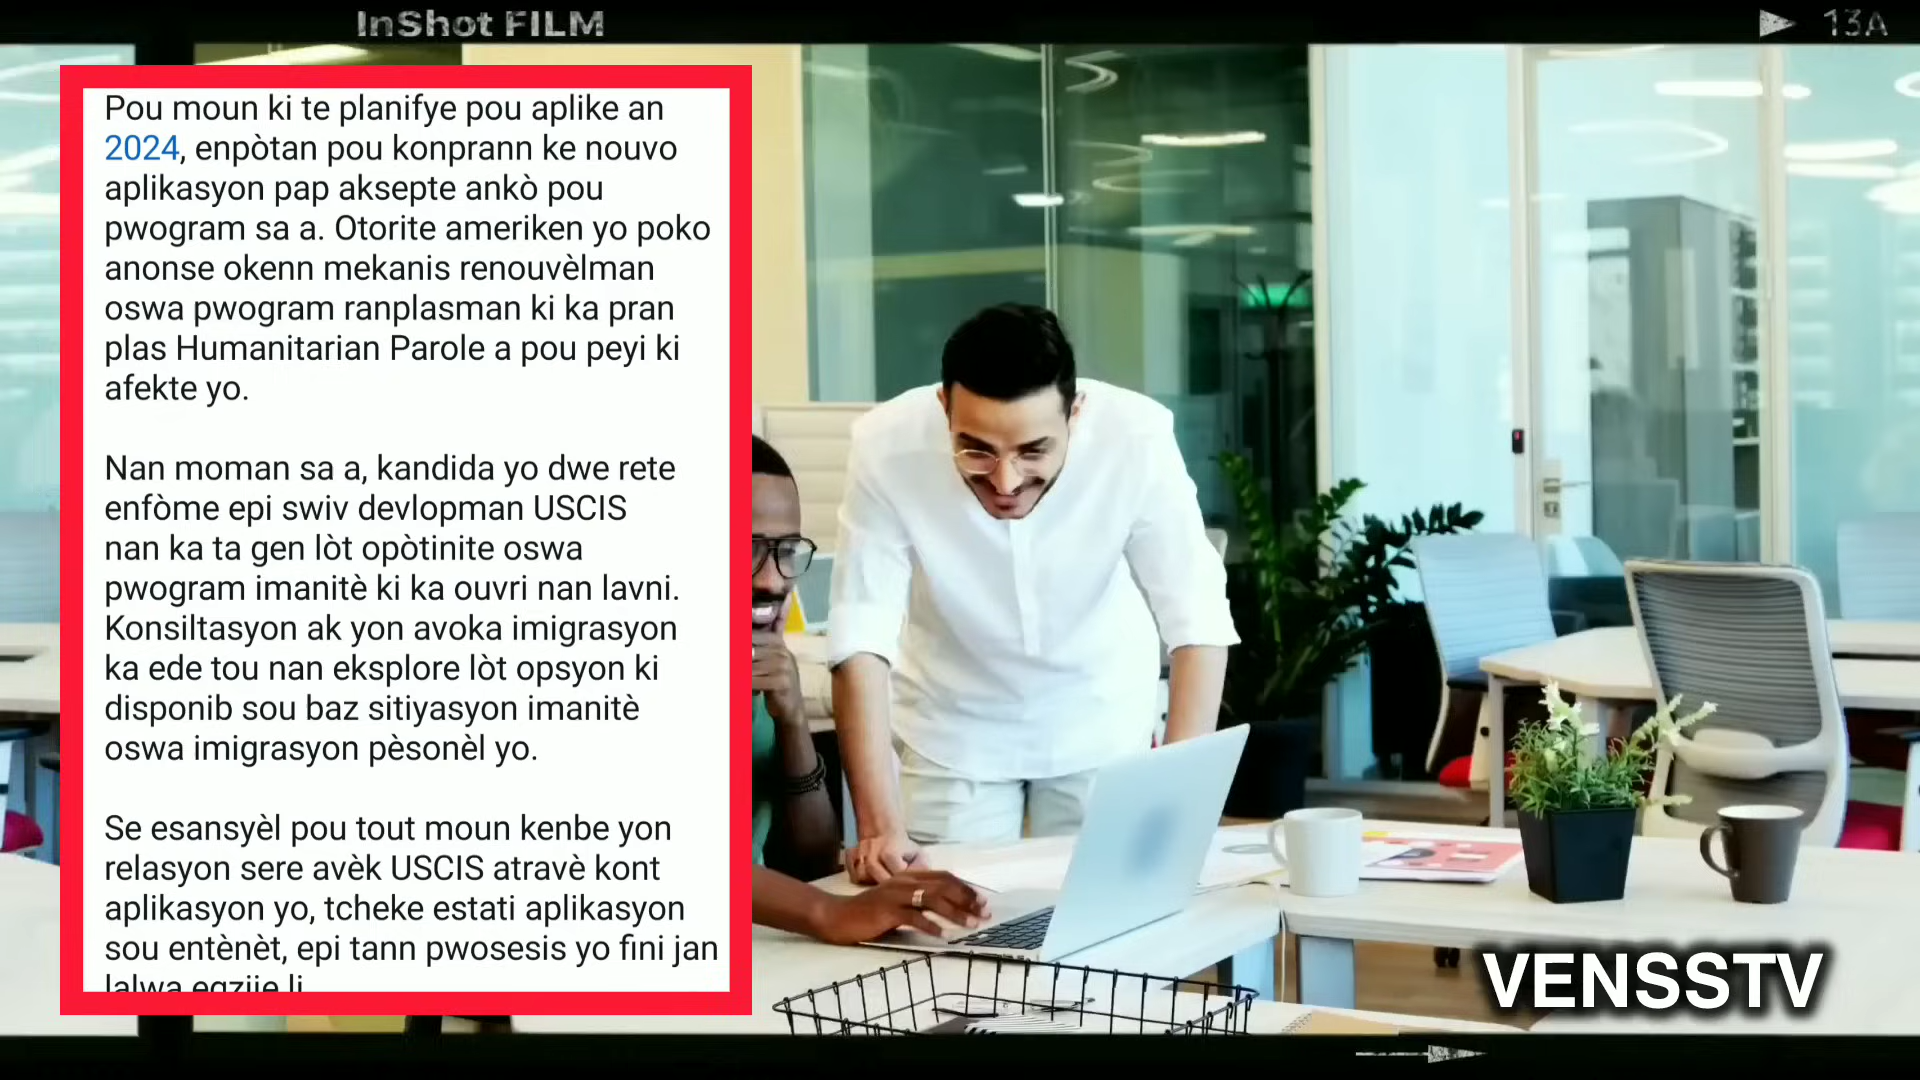 InShot FILM
13A
Pou moun ki te planifye pou aplike an
2024, enpòtan pou konprann ke nouvo
aplikasyon pap aksepte ankò pou
pwogram sa a. Otorite ameriken yo poko
anonse okenn mekanis renouvèlman
oswa pwogram ranplasman ki ka pran
plas Humanitarian Parole a pou peyi ki
afekte yo.
Nan moman sa a, kandida yo dwe rete
enfòme epi swiv devlopman USCIS
nan ka ta gen lòt opòtinite oswa
pwogram imanitè ki ka ouvri nan lavni.
Konsiltasyon ak yon avoka imigrasyon
ka ede tou nan eksplore lòt opsyon ki
disponib sou baz sitiyasyon imanitè
oswa imigrasyon pèsonèl yo.
Se esansyèl pou tout moun kenbe yon
relasyon sere avèk USCIS atravè kont
aplikasyon yo, tcheke estati aplikasyon
sou entènèt, epi tann pwosesis yo fini jan
lalwa egzije li
VENSSTV